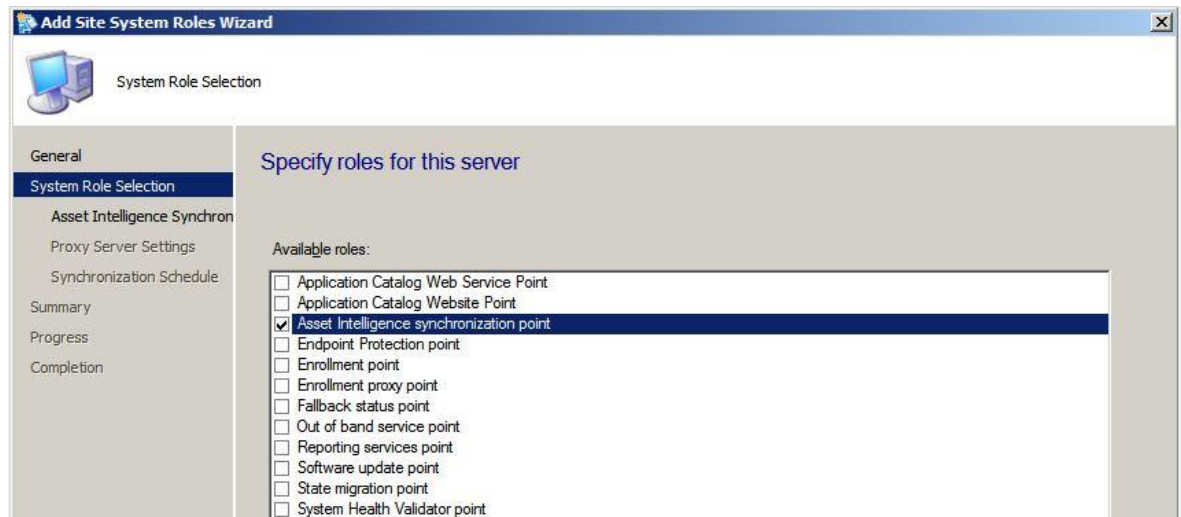 Add Site System Roles Wizard
System Role Selection
General
System Role Selection
Asset Intelligence Synchron
Proxy Server Settings
Synchronization Schedule
Summary
Progress
Completion
Specify roles for this server
Available roles:
Application Catalog Web Service Point
Application Catalog Website Point
Asset Intelligence synchronization point
Endpoint Protection point
Enrollment point
Enrollment proxy point
Fallback status point
Out of band service point
Reporting services point
Software update point
State migration point
System Health Validator point